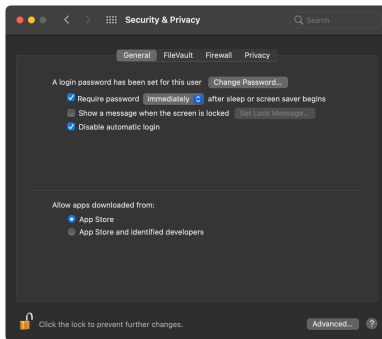 Security & Privacy
Search
General FileVault Firewall Privacy
A login password has been set for this user Change Password...
Require password immediately after sleep or screen saver begins
Show a message when the screen is locked Set Lock Message...
Disable automatic login
Allow apps downloaded from:
App Store
App Store and identified developers
Click the lock to prevent further changes.
Advanced... ?